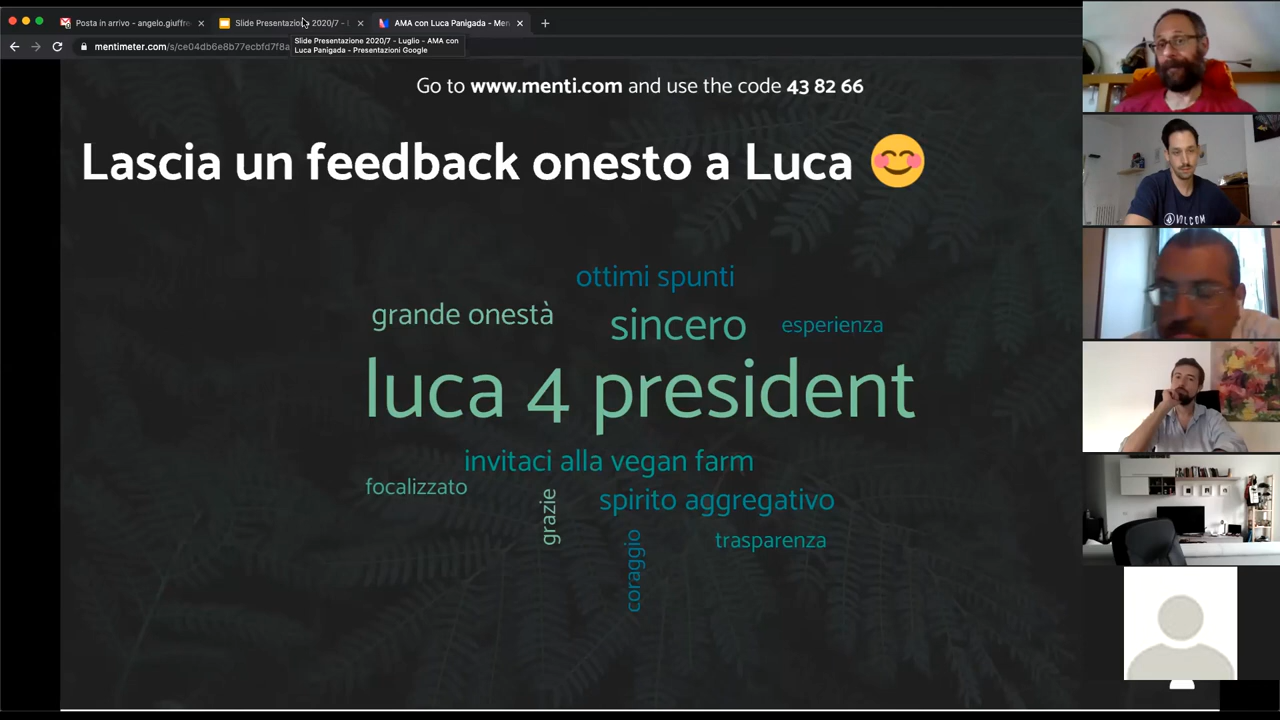 Posta in arrivo - angelo.giuffre
Slide Presentazione 2020/7 - L
AMA con Luca Panigada - Men
mentimeter.com/s/ce04db6e8b77ecbfd7f8a
Slide Presentazione 2020/7 - Luglio - AMA con
Luca Panigada - Presentazioni Google
Go to www.menti.com and use the code 43 82 66
Lascia un feedback onesto a Luca 😊
ottimi spunti
grande onestà
sincero
esperienza
luca 4 president
invitaci alla vegan farm
focalizzato
grazie
spirito aggregativo
coraggio
trasparenza
VOLCOM